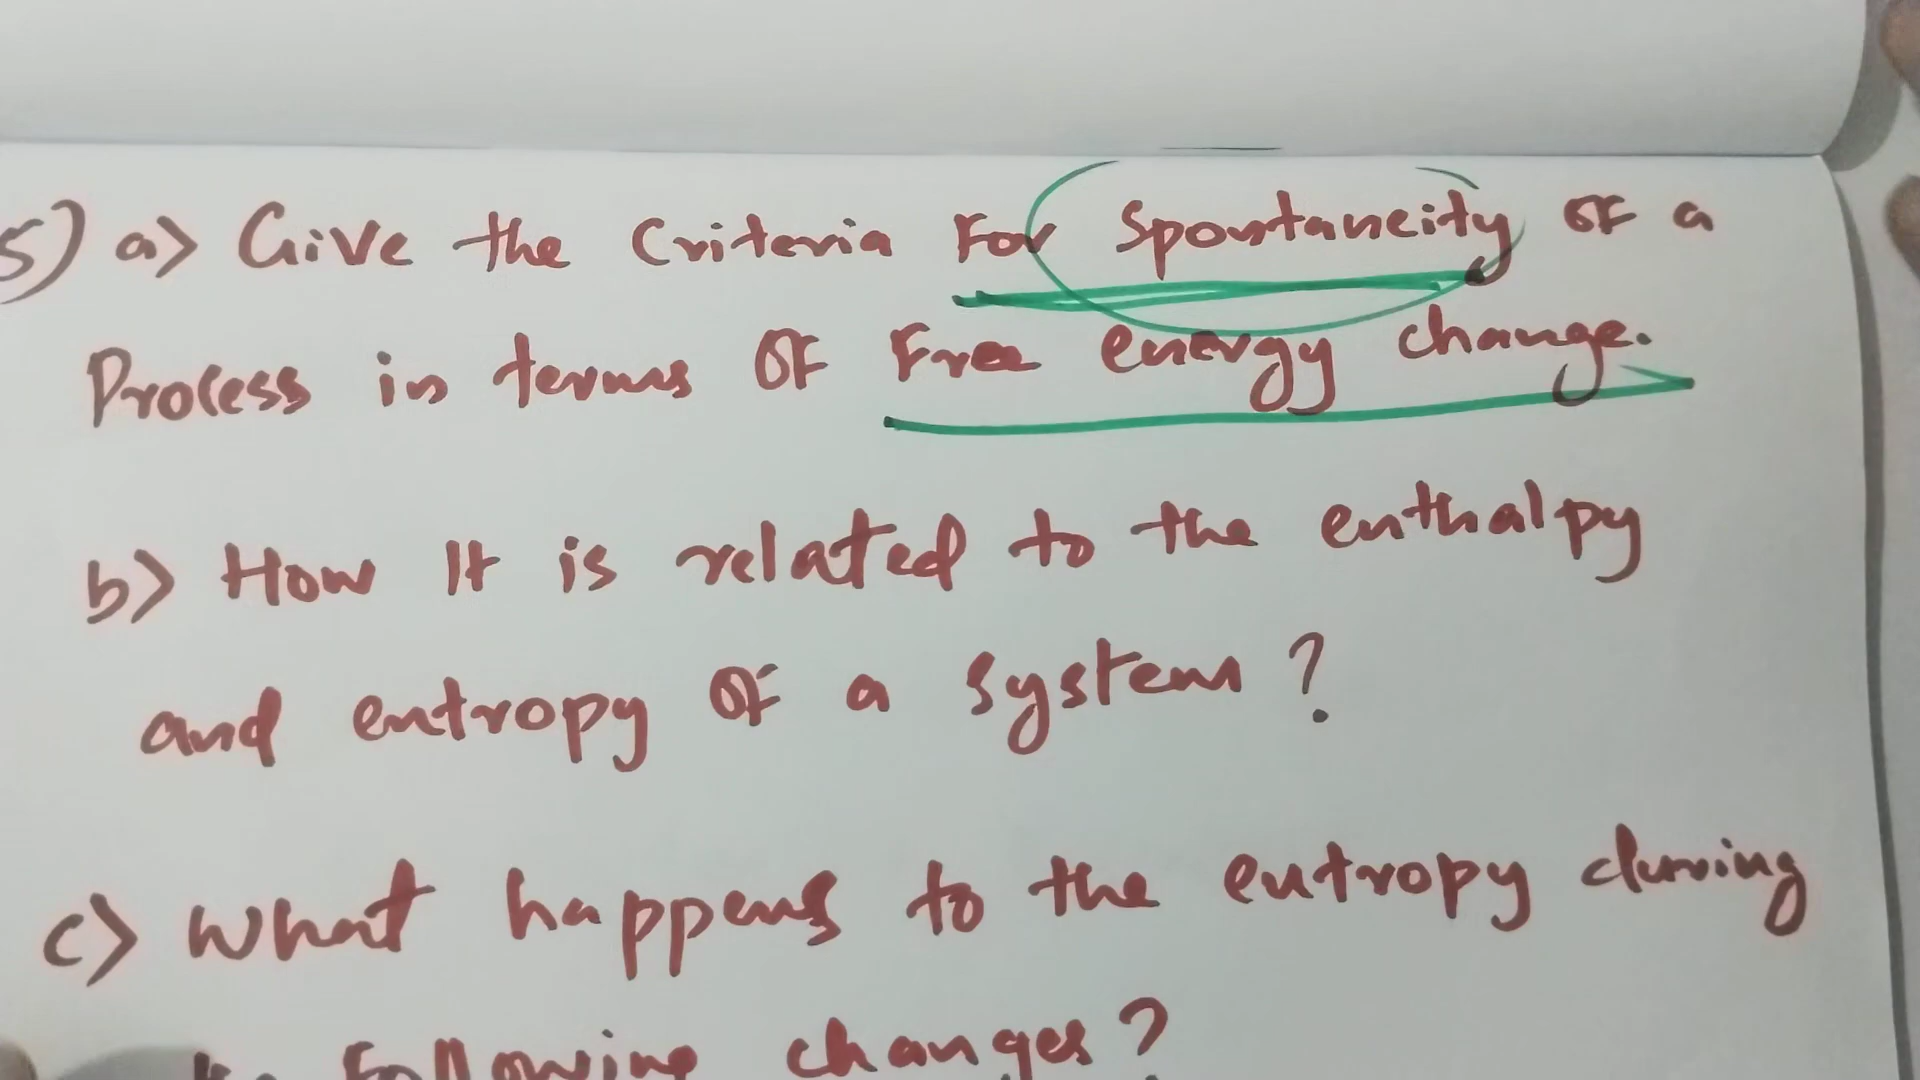 5) a) Give the Criteria For Spontaneity OF a
Process in terms OF Free energy change.
b) How It is related to the enthalpy
and entropy OF a system?
c) What happens to the entropy during
following changes?